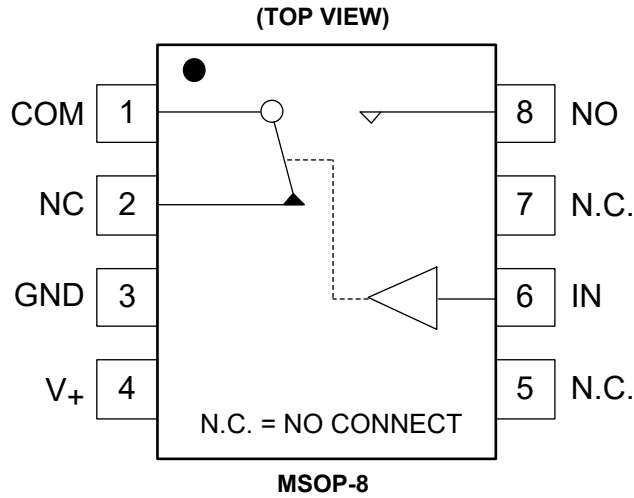 (TOP VIEW)
COM 1 8 NO
NC 2 7 N.C.
GND 3 6 IN
V+ 4 5 N.C.
N.C. = NO CONNECT
MSOP-8